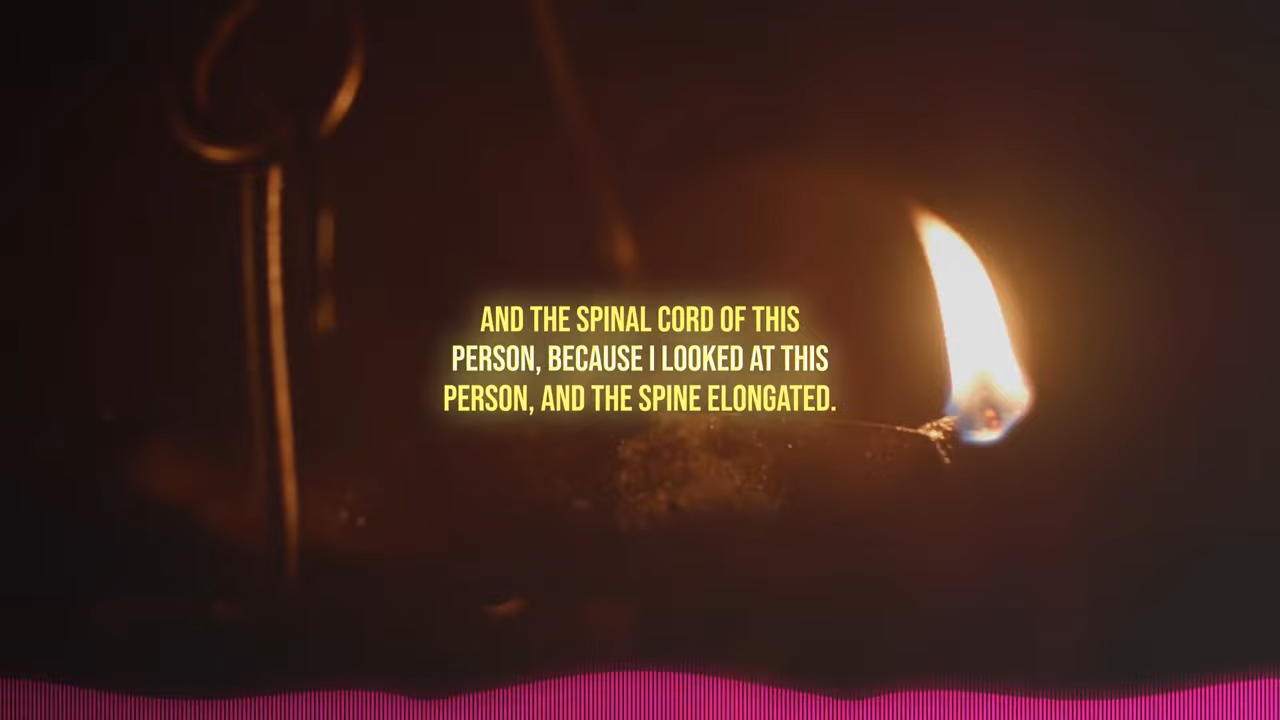 AND THE SPINAL CORD OF THIS
PERSON, BECAUSE I LOOKED AT THIS
PERSON, AND THE SPINE ELONGATED.